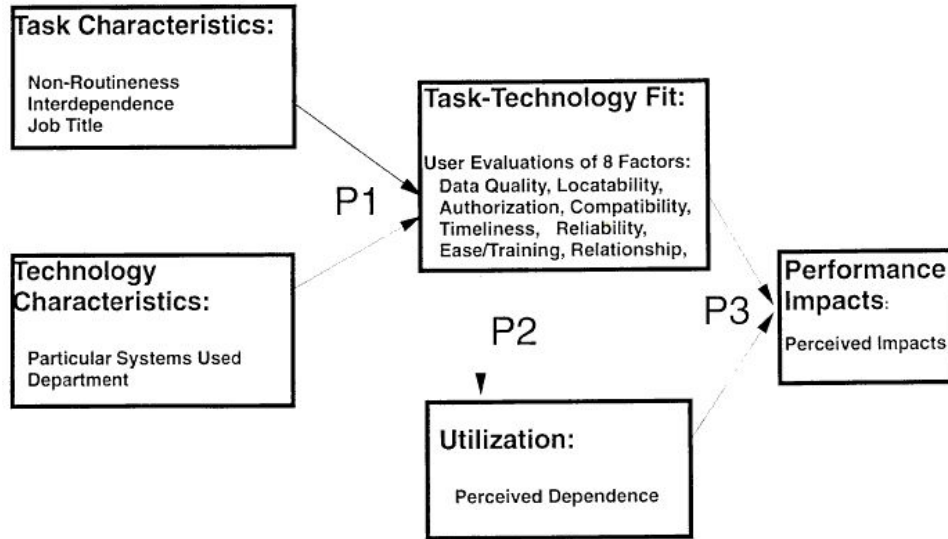 Task Characteristics:
Non-Routineness
Interdependence
Job Title
Technology
Characteristics:
Particular Systems Used
Department
P1
Task-Technology Fit:
User Evaluations of 8 Factors:
Data Quality, Locatability,
Authorization, Compatibility,
Timeliness, Reliability,
Ease/Training, Relationship,
P2
Utilization:
Perceived Dependence
P3
Performance
Impacts:
Perceived Impacts